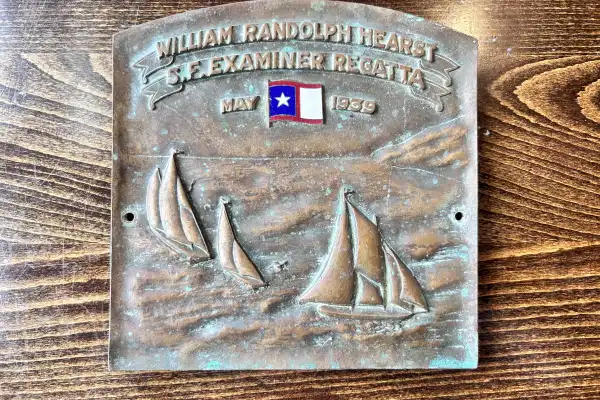 WILLIAM RANDOLPH HEARST
S.F. EXAMINER REGATTA
MAY 1939